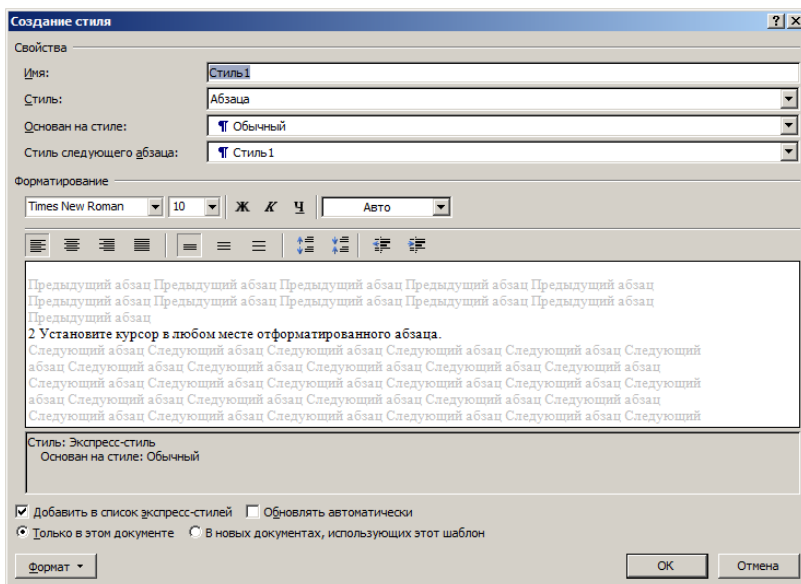 Создание стиля
Свойства
Имя: Стиль1
Стиль: Абзаца
Основан на стиле: ¶ Обычный
Стиль следующего абзаца: ¶ Стиль1
Форматирование
Times New Roman 10 Ж К Ч Авто
Предыдущий абзац Предыдущий абзац Предыдущий абзац Предыдущий абзац Предыдущий абзац
Предыдущий абзац Предыдущий абзац Предыдущий абзац Предыдущий абзац Предыдущий абзац
Предыдущий абзац
2 Установите курсор в любом месте отформатированного абзаца.
Следующий абзац Следующий абзац Следующий абзац Следующий абзац Следующий абзац Следующий
абзац Следующий абзац Следующий абзац Следующий абзац Следующий абзац Следующий абзац
Следующий абзац Следующий абзац Следующий абзац Следующий абзац Следующий абзац Следующий
абзац Следующий абзац Следующий абзац Следующий абзац Следующий абзац Следующий абзац
Следующий абзац Следующий абзац Следующий абзац Следующий абзац Следующий абзац Следующий
Стиль: Экспресс-стиль
Основан на стиле: Обычный
Добавить в список экспресс-стилей Обновлять автоматически
Только в этом документе В новых документах, использующих этот шаблон
Формат ОК Отмена